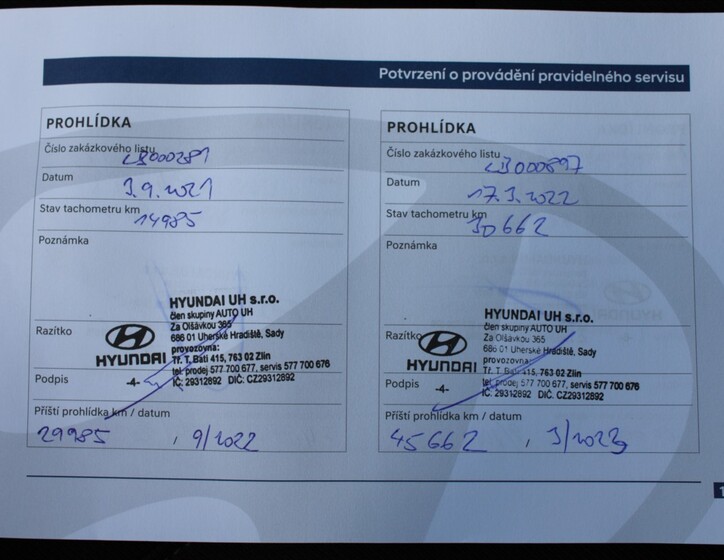 Potvrzení o provádění pravidelného servisu
PROHLÍDKA
Číslo zakázkového listu
Datum 3.9.2021
Stav tachometru km 14985
Poznámka
Razítko
HYUNDAI
HYUNDAI UH s.r.o.
člen skupiny AUTO UH
Za Olšávkou 365
686 01 Uherské Hradiště, Sady
provozovna:
Tř. T. Bati 415, 763 02 Zlín
tel. prodej 577 700 677, servis 577 700 676
IČ: 29312892 DIČ: CZ29312892
Podpis -4-
Příští prohlídka km / datum
29985, 9/2022
PROHLÍDKA
Číslo zakázkového listu
Datum 17.3.2022
Stav tachometru km 30662
Poznámka
Razítko
HYUNDAI
HYUNDAI UH s.r.o.
člen skupiny AUTO UH
Za Olšávkou 365
686 01 Uherské Hradiště, Sady
provozovna:
Tř. T. Bati 415, 763 02 Zlín
tel. prodej 577 700 677, servis 577 700 676
IČ: 29312892 DIČ: CZ29312892
Podpis -4-
Příští prohlídka km / datum
45662, 3/2023